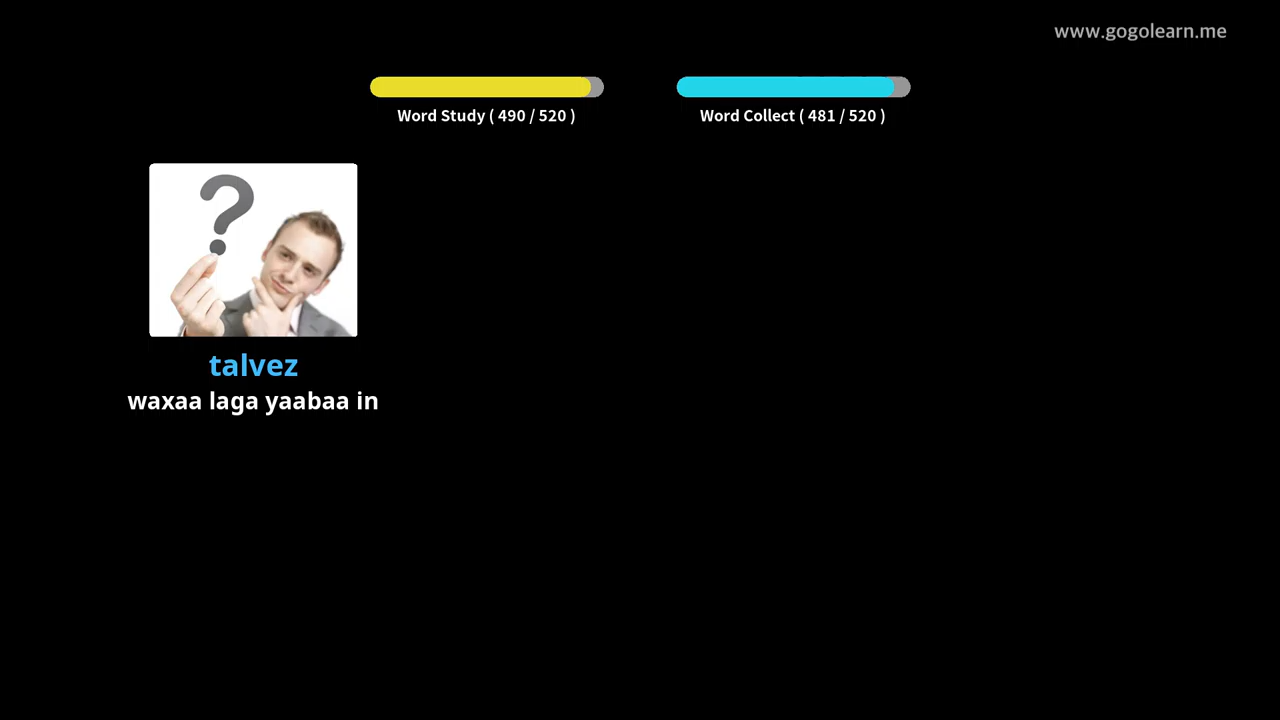 www.gogolearn.me
Word Study ( 490 / 520 )
Word Collect ( 481 / 520 )
?
talvez
waxaa laga yaabaa in